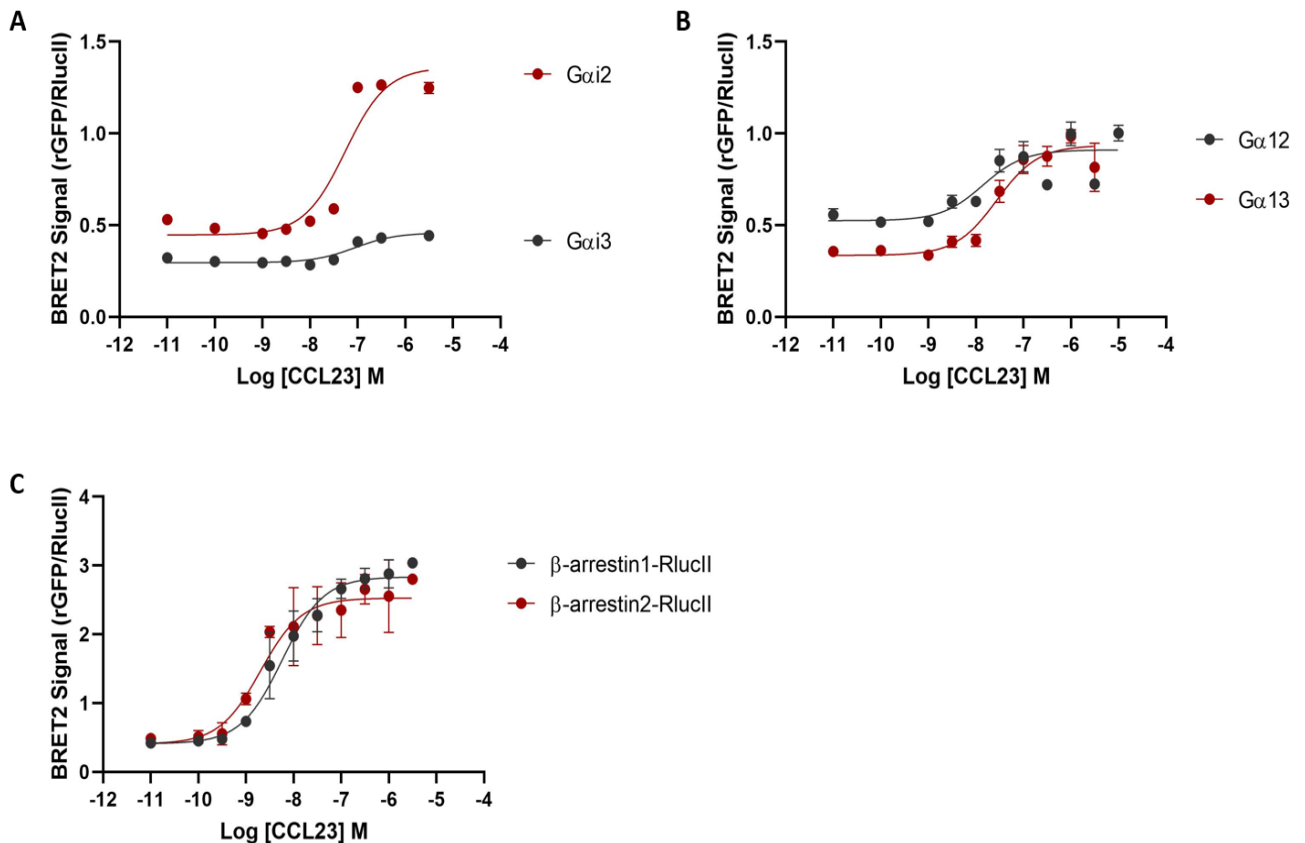 A
BRET2 Signal (rGFP/RlucII)
1.5
1.0
0.5
0.0
-12 -11 -10 -9 -8 -7 -6 -5 -4
Log [CCL23] M
Gαi2
Gαi3
B
BRET2 Signal (rGFP/RlucII)
1.5
1.0
0.5
0.0
-12 -11 -10 -9 -8 -7 -6 -5 -4
Log [CCL23] M
Gα12
Gα13
C
BRET2 Signal (rGFP/RlucII)
4
3
2
1
0
-12 -11 -10 -9 -8 -7 -6 -5 -4
Log [CCL23] M
β-arrestin1-RlucII
β-arrestin2-RlucII